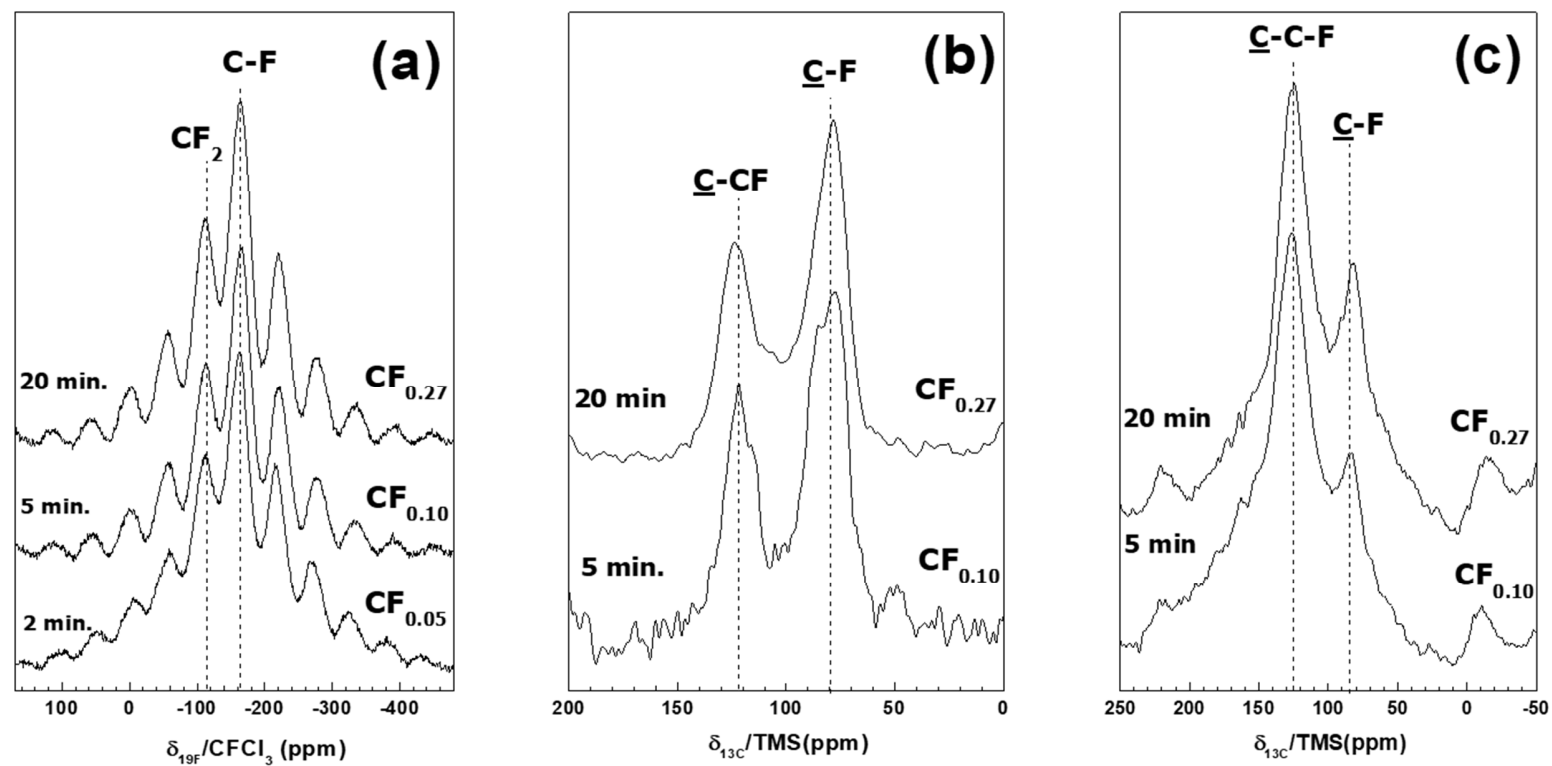 (a)
C-F
CF2
20 min.
CF0.27
5 min.
CF0.10
2 min.
CF0.05
100 0 -100 -200 -300 -400
δ19F/CFCl3 (ppm)
(b)
C-F
C-CF
20 min
CF0.27
5 min.
CF0.10
200 150 100 50 0
δ13C/TMS(ppm)
(c)
C-C-F
C-F
20 min
CF0.27
5 min
CF0.10
250 200 150 100 50 0 -50
δ13C/TMS(ppm)